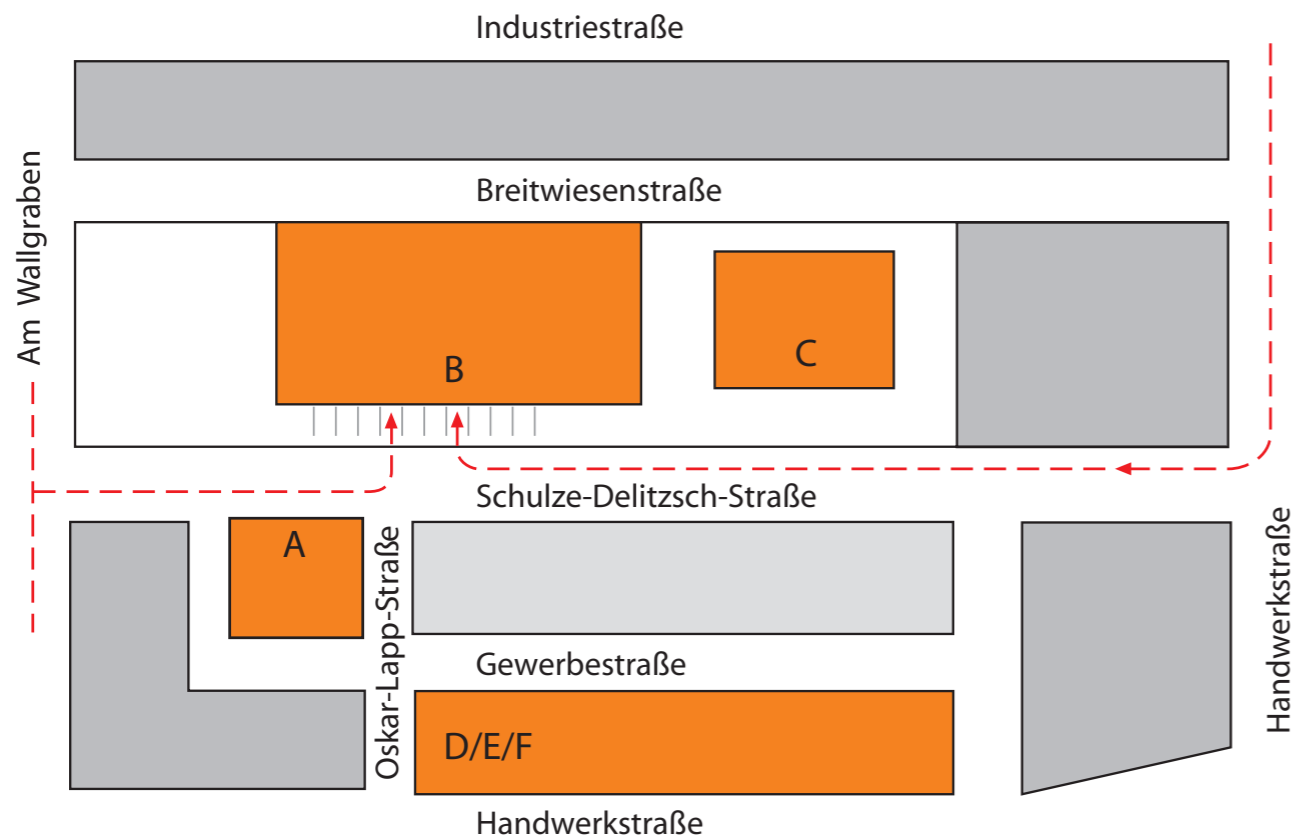 Industriestraße
Breitwiesenstraße
Am Wallgraben
B
C
Schulze-Delitzsch-Straße
A
Oskar-Lapp-Straße
Gewerbestraße
Handwerkstraße
D/E/F
Handwerkstraße